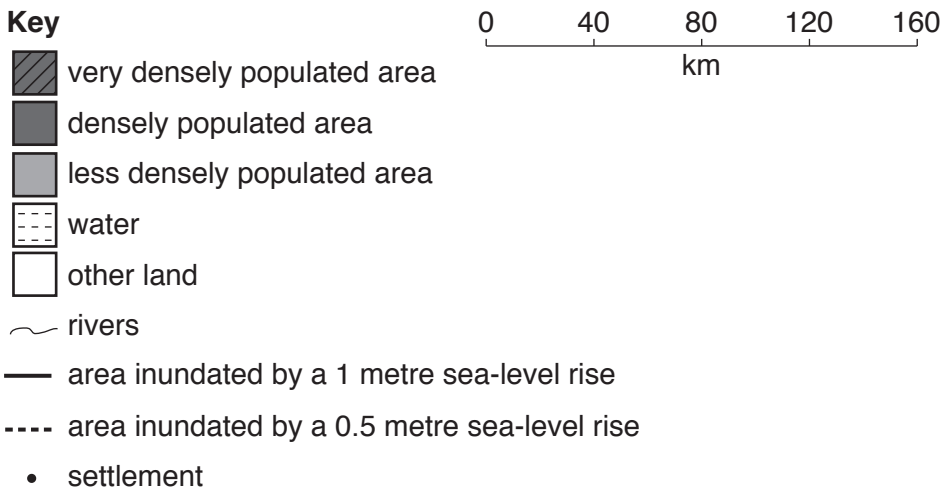 Key
0 40 80 120 160
km
very densely populated area
densely populated area
less densely populated area
water
other land
rivers
area inundated by a 1 metre sea-level rise
area inundated by a 0.5 metre sea-level rise
settlement